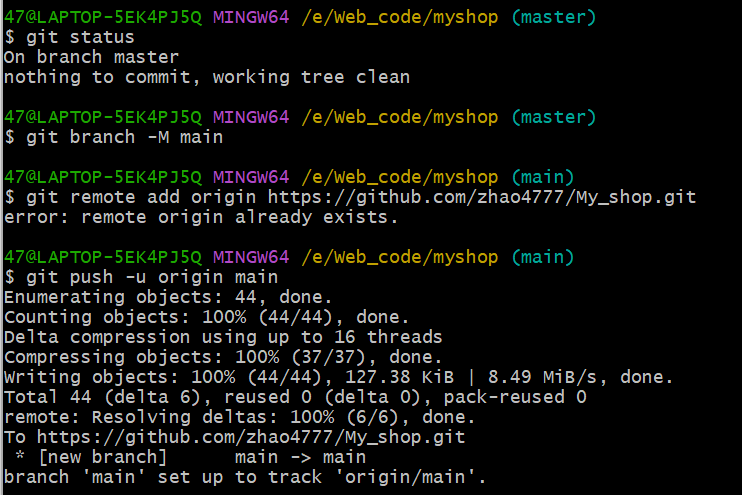 47@LAPTOP-5EK4PJ5Q MINGW64 /e/Web_code/myshop (master)
$ git status
On branch master
nothing to commit, working tree clean
47@LAPTOP-5EK4PJ5Q MINGW64 /e/Web_code/myshop (master)
$ git branch -M main
47@LAPTOP-5EK4PJ5Q MINGW64 /e/Web_code/myshop (main)
$ git remote add origin https://github.com/zhao4777/My_shop.git
error: remote origin already exists.
47@LAPTOP-5EK4PJ5Q MINGW64 /e/Web_code/myshop (main)
$ git push -u origin main
Enumerating objects: 44, done.
Counting objects: 100% (44/44), done.
Delta compression using up to 16 threads
Compressing objects: 100% (37/37), done.
Writing objects: 100% (44/44), 127.38 KiB | 8.49 MiB/s, done.
Total 44 (delta 6), reused 0 (delta 0), pack-reused 0
remote: Resolving deltas: 100% (6/6), done.
To https://github.com/zhao4777/My_shop.git
 * [new branch]      main -> main
branch 'main' set up to track 'origin/main'.